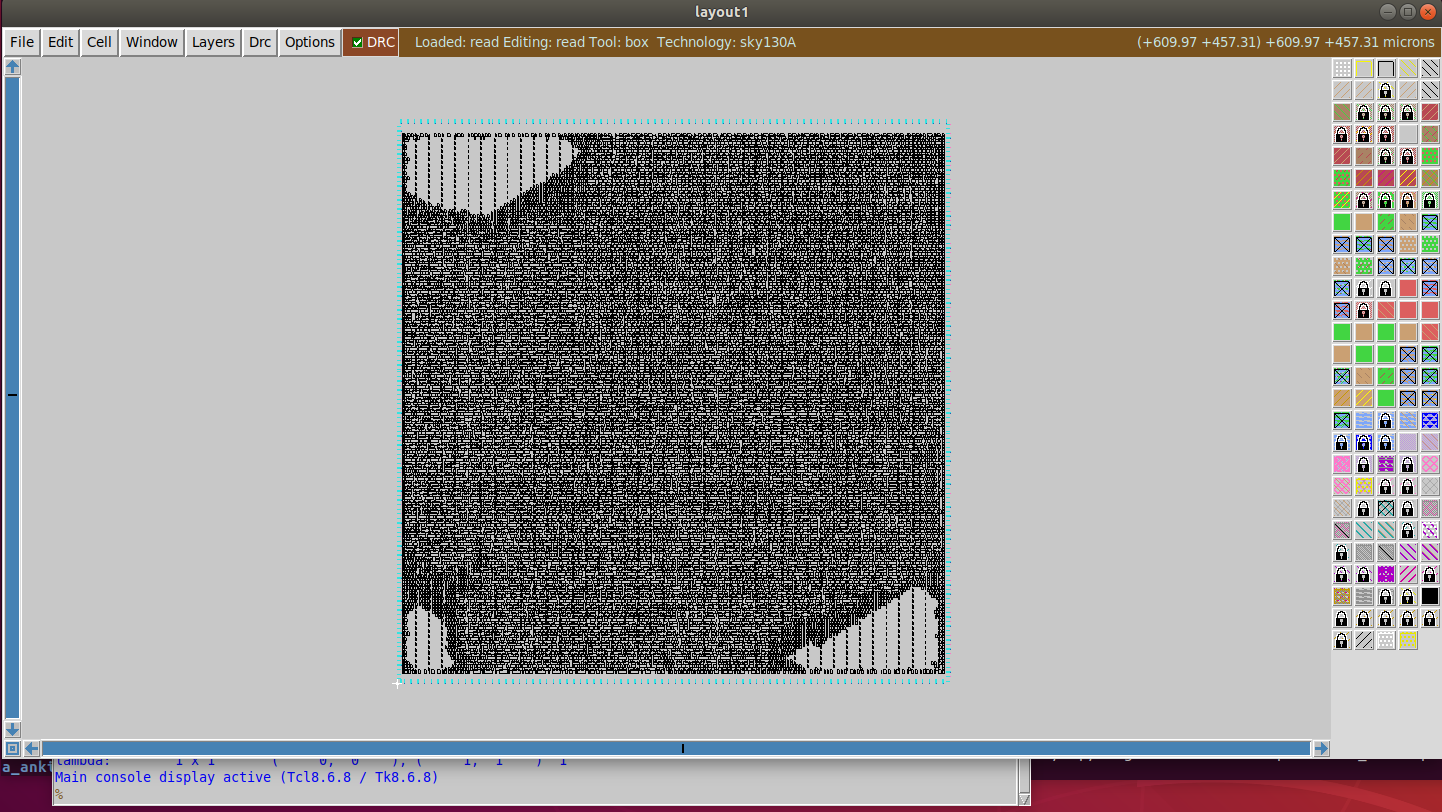 layout1
File Edit Cell Window Layers Drc Options DRC Loaded: read Editing: read Tool: box Technology: sky130A (+609.97 +457.31) +609.97 +457.31 microns
a_anki
lambda: 1 x 1 ( 0, 0 ), ( 1, 1 ) 1
Main console display active (Tcl8.6.8 / Tk8.6.8)
%